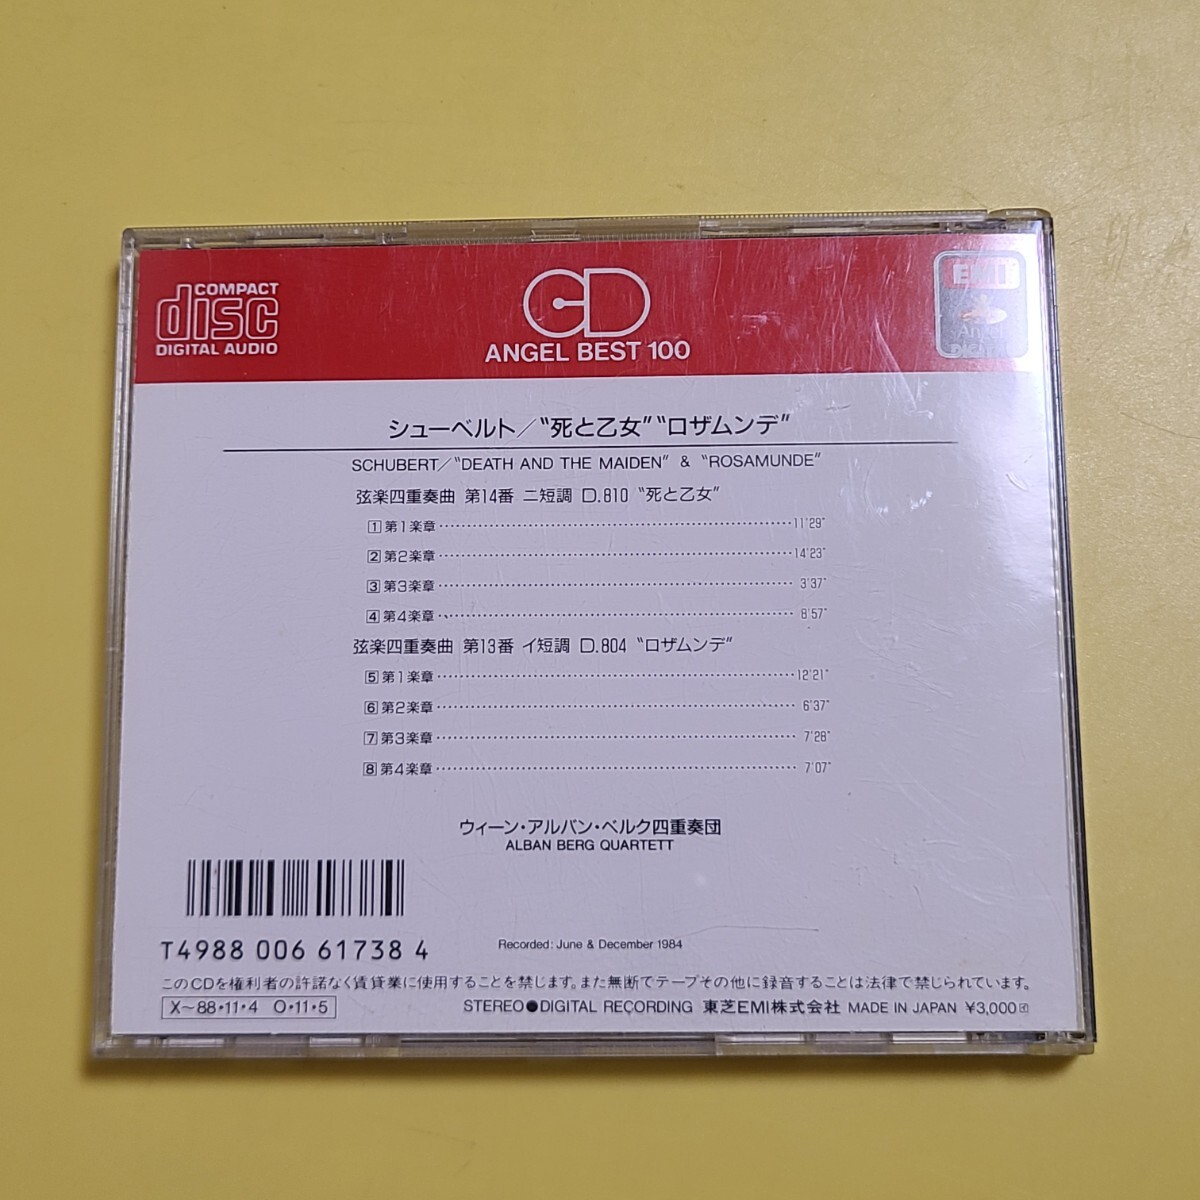 COMPACT
disc
DIGITAL AUDIO
CD
ANGEL BEST 100
EMI
Angel
DIGITAL
シューベルト／“死と乙女”“ロザムンデ”
SCHUBERT／“DEATH AND THE MAIDEN” & “ROSAMUNDE”
弦楽四重奏曲 第14番 ニ短調 D.810 “死と乙女”
1 第1楽章 11'29"
2 第2楽章 14'23"
3 第3楽章 3'37"
4 第4楽章 8'57"
弦楽四重奏曲 第13番 イ短調 D.804 “ロザムンデ”
5 第1楽章 12'21"
6 第2楽章 6'37"
7 第3楽章 7'28"
8 第4楽章 7'07"
ウィーン・アルバン・ベルク四重奏団
ALBAN BERG QUARTETT
T4988 006 61738 4
Recorded: June & December 1984
このCDを権利者の許諾なく賃貸業に使用することを禁じます。また無断でテープその他に録音することは法律で禁じられています。
X～88・11・4 O・11・5
STEREO●DIGITAL RECORDING 東芝EMI株式会社 MADE IN JAPAN ¥3,000